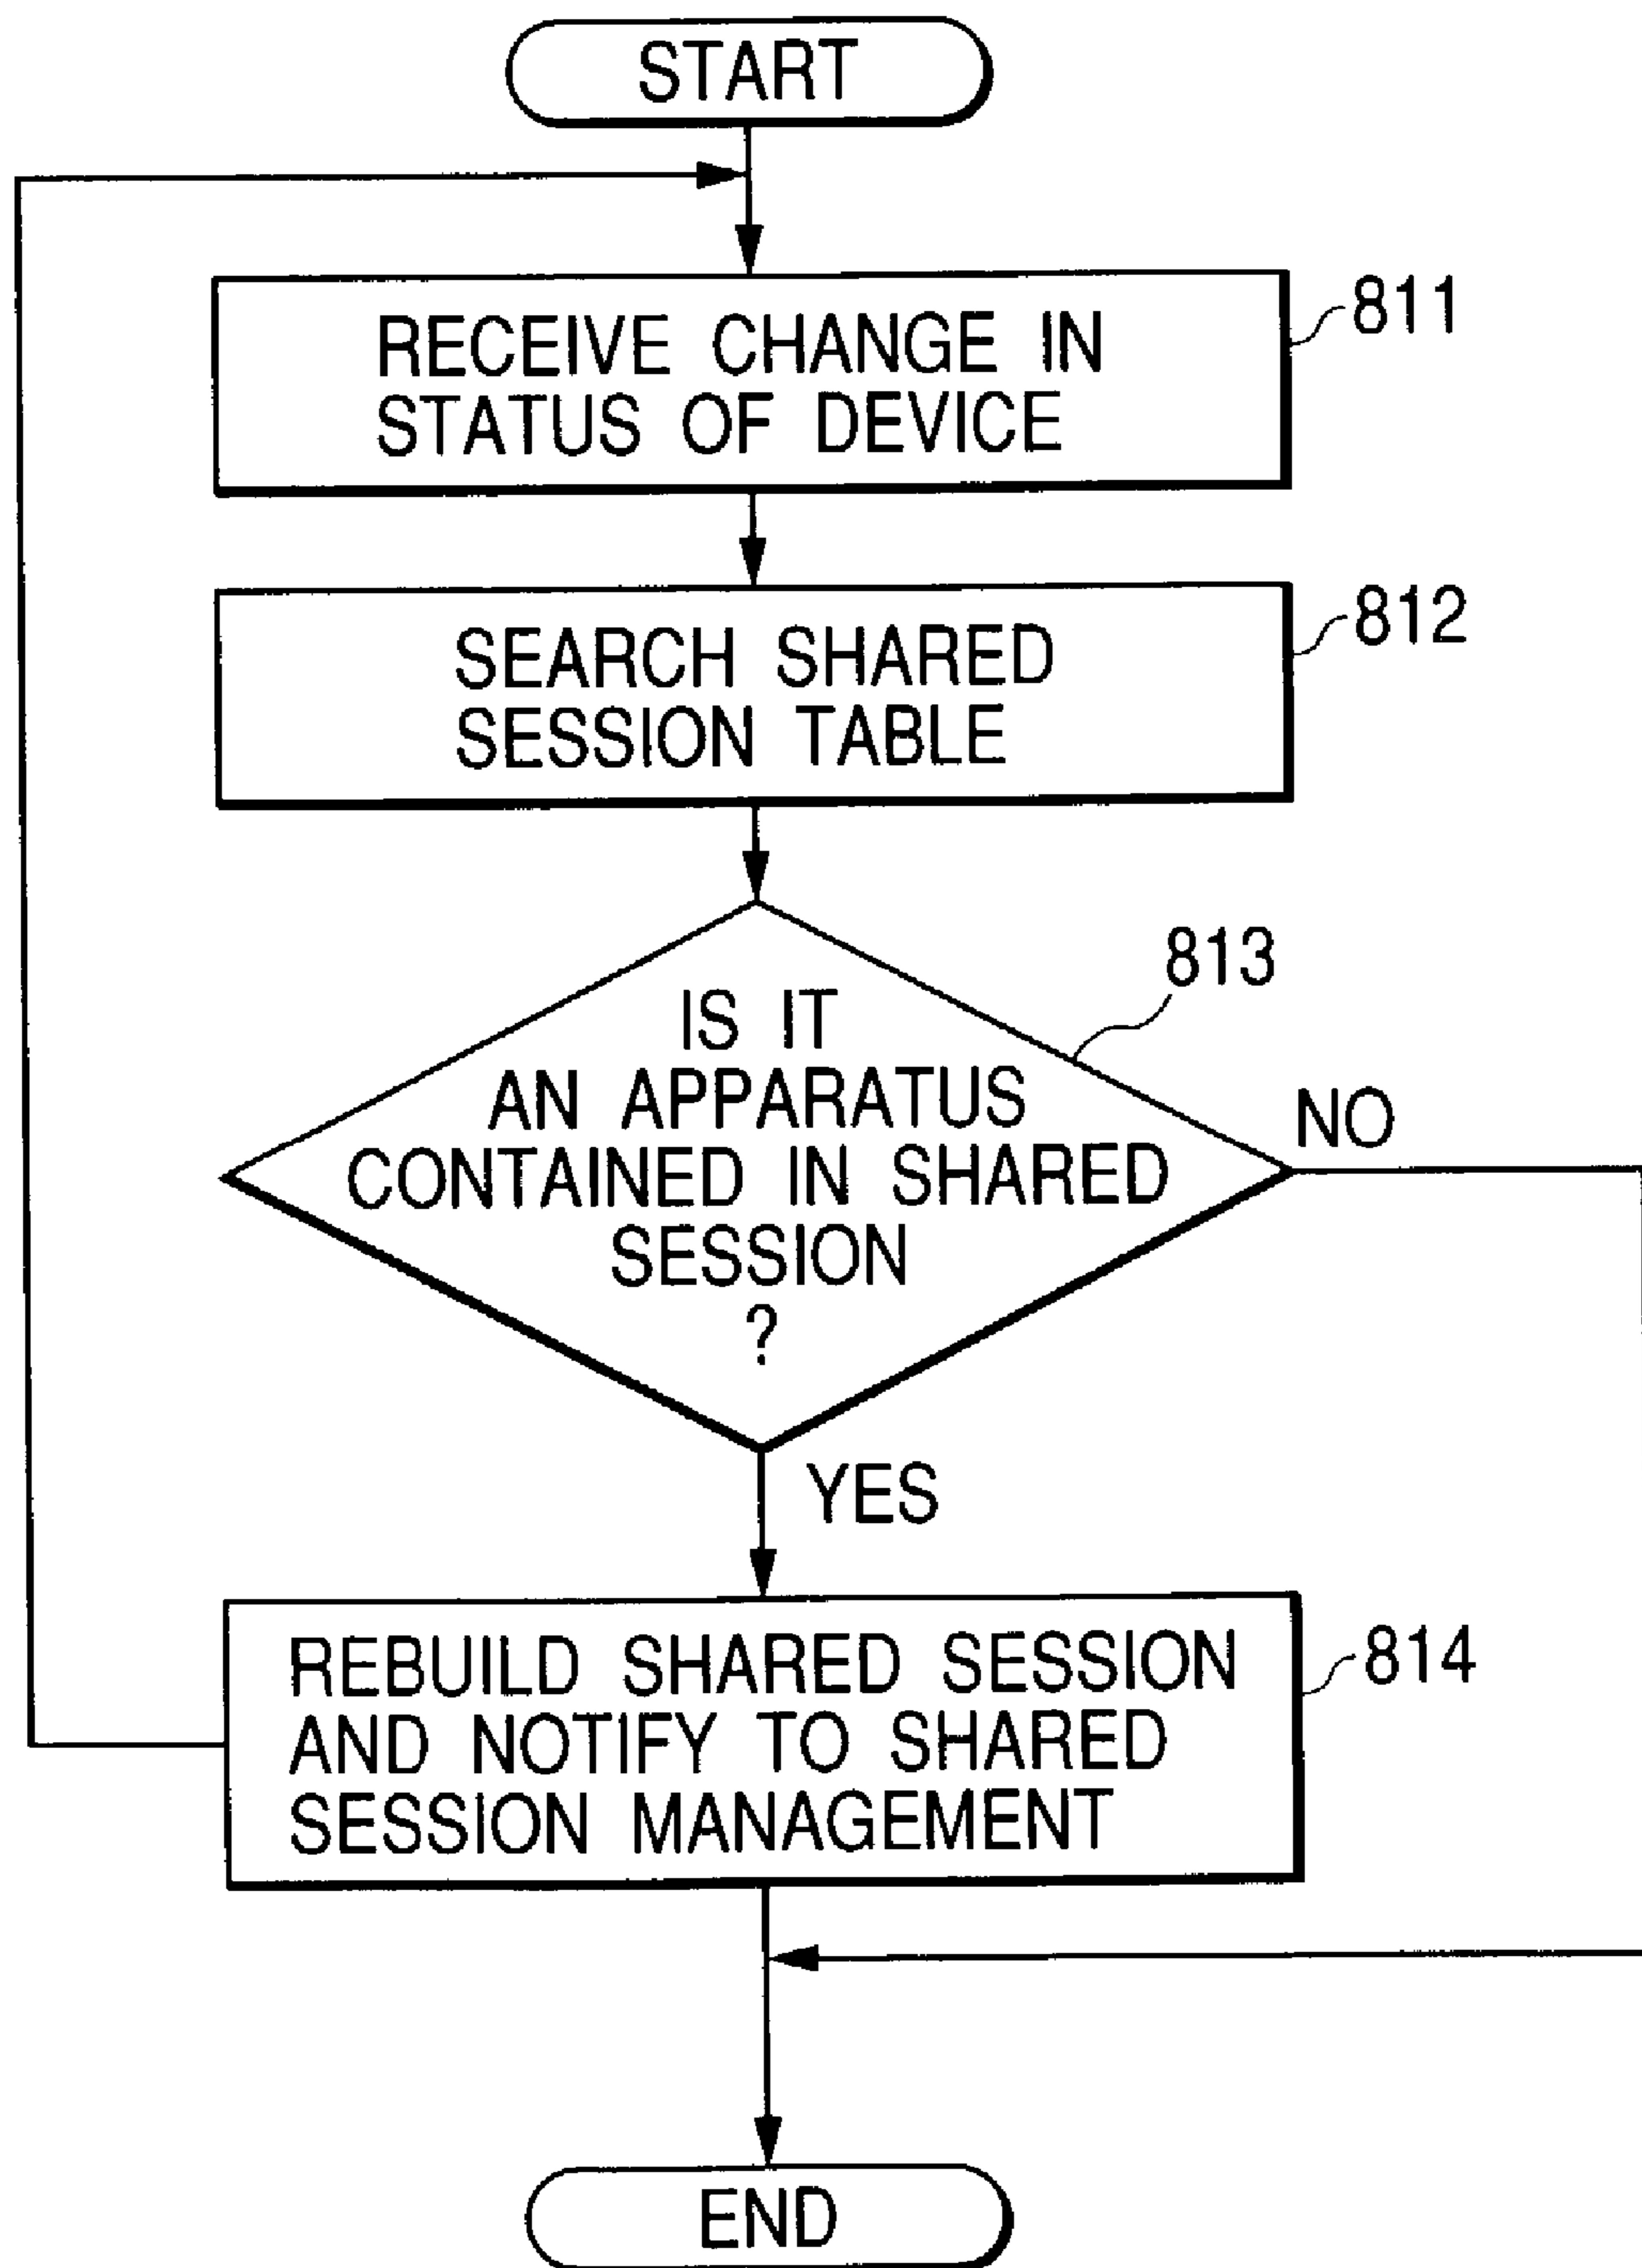 START
RECEIVE CHANGE IN
STATUS OF DEVICE
811
SEARCH SHARED
SESSION TABLE
812
IS IT
AN APPARATUS
CONTAINED IN SHARED
SESSION
?
813
NO
YES
REBUILD SHARED SESSION
AND NOTIFY TO SHARED
SESSION MANAGEMENT
814
END